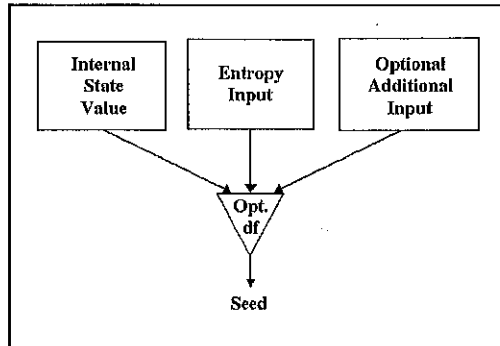 Internal
State
Value
Entropy
Input
Optional
Additional
Input
Opt.
df
Seed